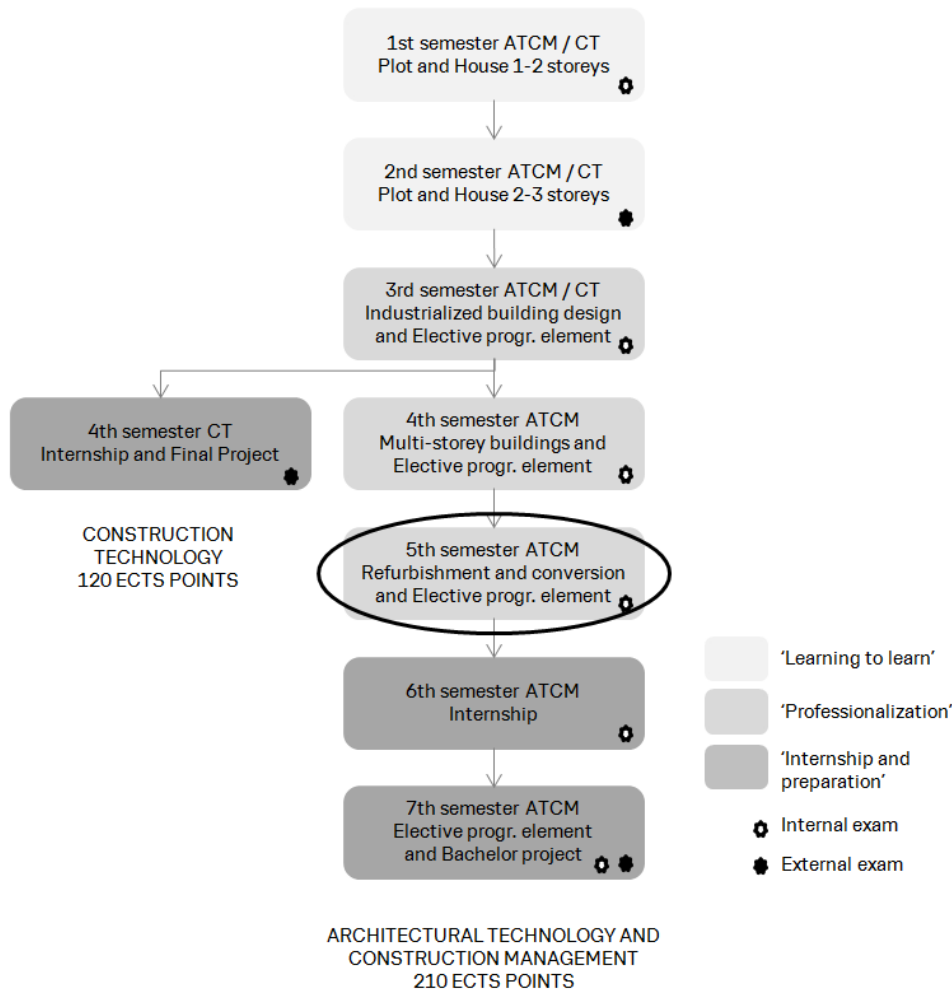 1st semester ATCM / CT
Plot and House 1-2 storeys
2nd semester ATCM / CT
Plot and House 2-3 storeys
3rd semester ATCM / CT
Industrialized building design
and Elective progr. element
4th semester CT
Internship and Final Project
4th semester ATCM
Multi-storey buildings and
Elective progr. element
CONSTRUCTION
TECHNOLOGY
120 ECTS POINTS
5th semester ATCM
Refurbishment and conversion
and Elective progr. element
6th semester ATCM
Internship
7th semester ATCM
Elective progr. element
and Bachelor project
'Learning to learn'
'Professionalization'
'Internship and
preparation'
Internal exam
External exam
ARCHITECTURAL TECHNOLOGY AND
CONSTRUCTION MANAGEMENT
210 ECTS POINTS